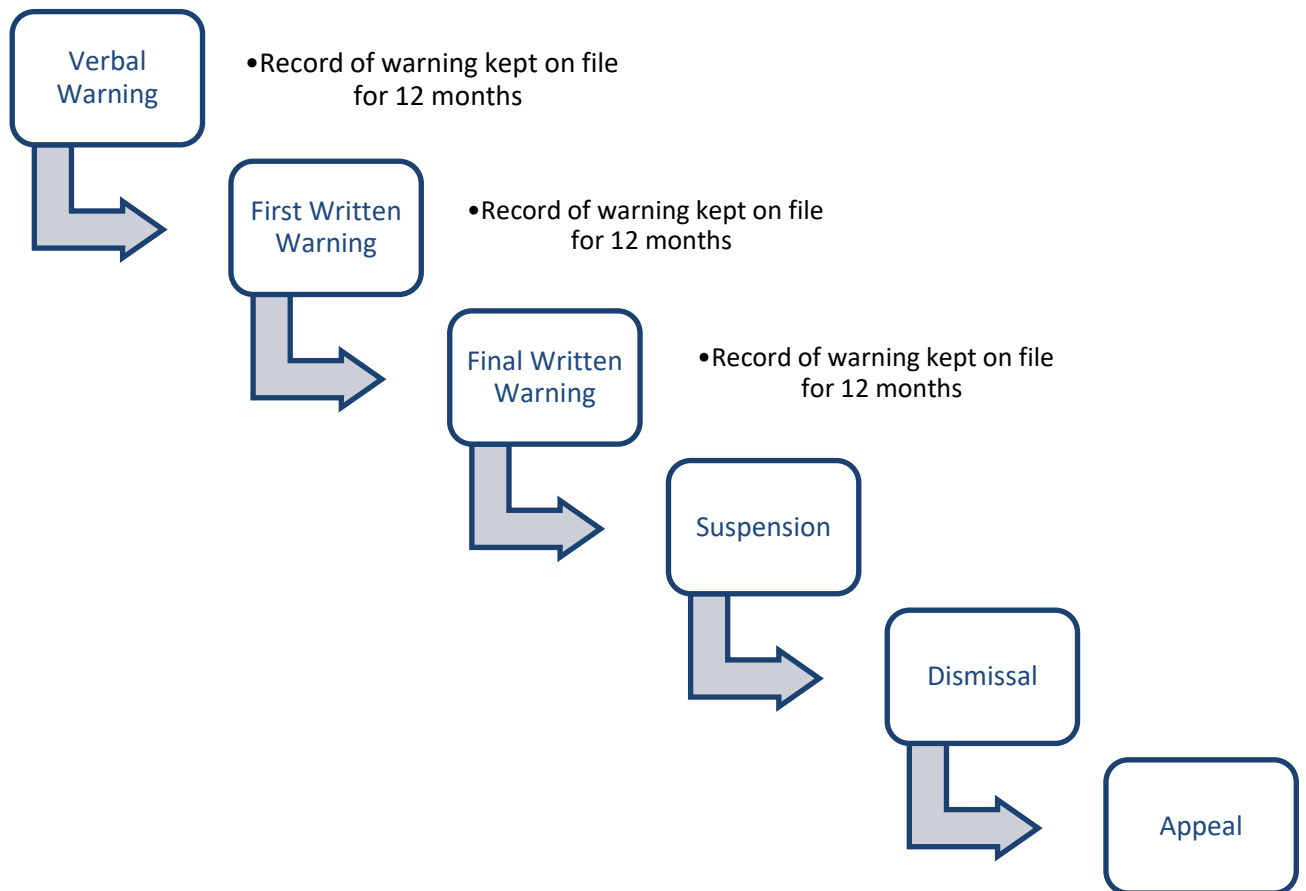 Verbal
Warning
•Record of warning kept on file
for 12 months
First Written
Warning
•Record of warning kept on file
for 12 months
Final Written
Warning
•Record of warning kept on file
for 12 months
Suspension
Dismissal
Appeal